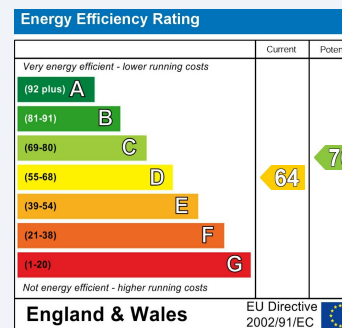 Energy Efficiency Rating
Current
Very energy efficient - lower running costs
(92 plus) A
(81-91) B
(69-80) C
(55-68) D
64
(39-54) E
(21-38) F
(1-20) G
Not energy efficient - higher running costs
England & Wales
EU Directive
2002/91/EC